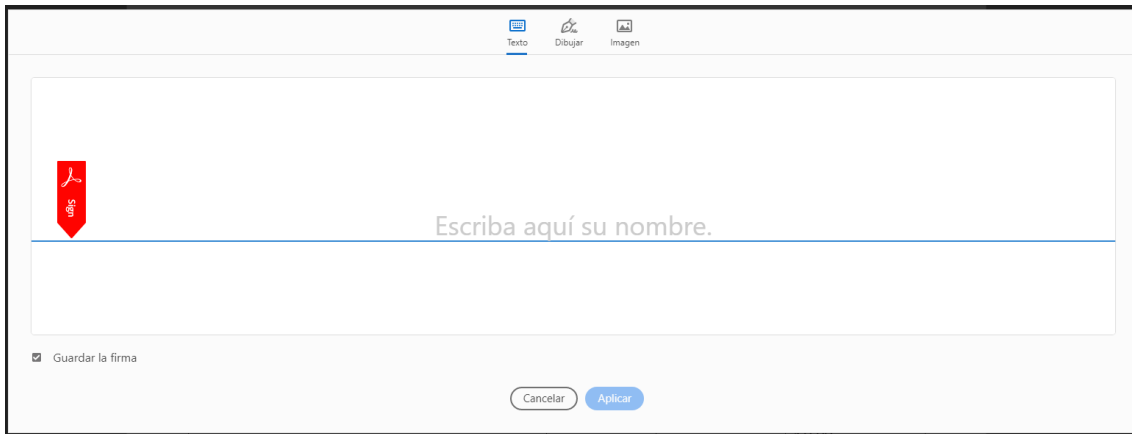 Texto Dibujar Imagen
Sign
Escriba aquí su nombre.
Guardar la firma
Cancelar Aplicar